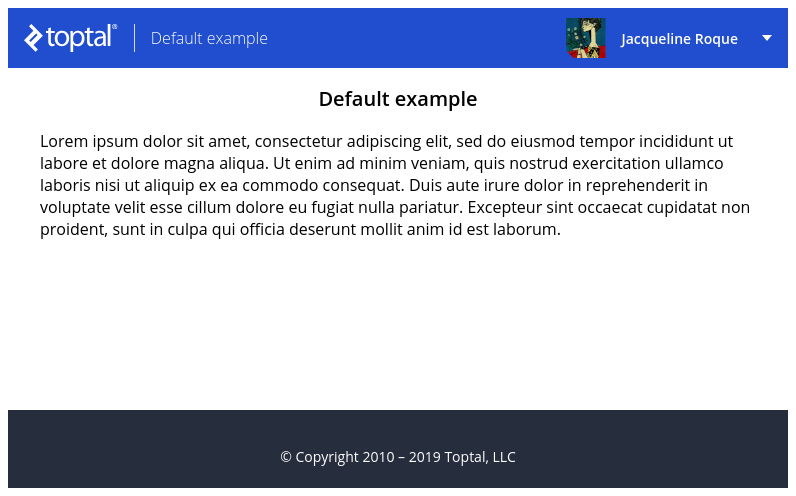 toptal® Default example Jacqueline Roque
Default example
Lorem ipsum dolor sit amet, consectetur adipiscing elit, sed do eiusmod tempor incididunt ut
labore et dolore magna aliqua. Ut enim ad minim veniam, quis nostrud exercitation ullamco
laboris nisi ut aliquip ex ea commodo consequat. Duis aute irure dolor in reprehenderit in
voluptate velit esse cillum dolore eu fugiat nulla pariatur. Excepteur sint occaecat cupidatat non
proident, sunt in culpa qui officia deserunt mollit anim id est laborum.
© Copyright 2010 – 2019 Toptal, LLC